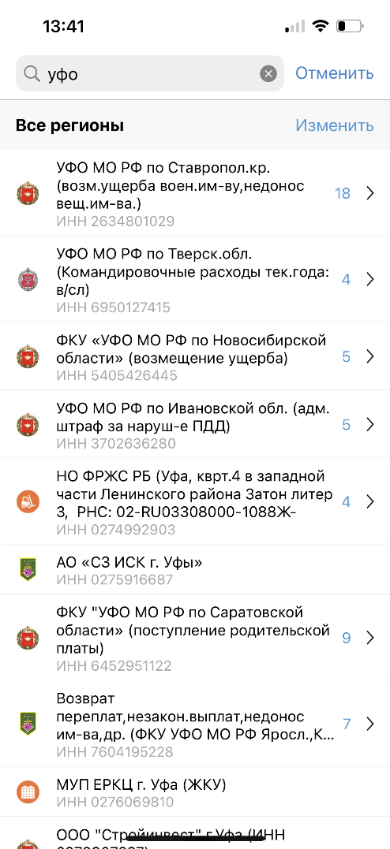 13:41
уфо
Отменить
Все регионы
Изменить
УФО МО РФ по Ставропол.кр.
(возм.ущерба воен.им-ву,недонос
вещ.им-ва.)
18
ИНН 2634801029
УФО МО РФ по Тверск.обл.
(Командировочные расходы тек.года:
в/сл)
4
ИНН 6950127415
ФКУ «УФО МО РФ по Новосибирской
области» (возмещение ущерба)
5
ИНН 5405426445
УФО МО РФ по Ивановской обл. (адм.
штраф за наруш-е ПДД)
5
ИНН 3702636280
НО ФРЖС РБ (Уфа, кврт.4 в западной
части Ленинского района Затон литер
3, РНС: 02-RU03308000-1088Ж-
4
ИНН 0274992903
АО «СЗ ИСК г. Уфы»
ИНН 0275916687
ФКУ "УФО МО РФ по Саратовской
области» (поступление родительской
платы)
9
ИНН 6452951122
Возврат
переплат,незакон.выплат,недонос
им-ва,др. (ФКУ УФО МО РФ Яросл.,К...
7
ИНН 7604195228
МУП ЕРКЦ г. Уфа (ЖКУ)
ИНН 0276069810
ООО "Стройинвест" г.Уфа (ИНН